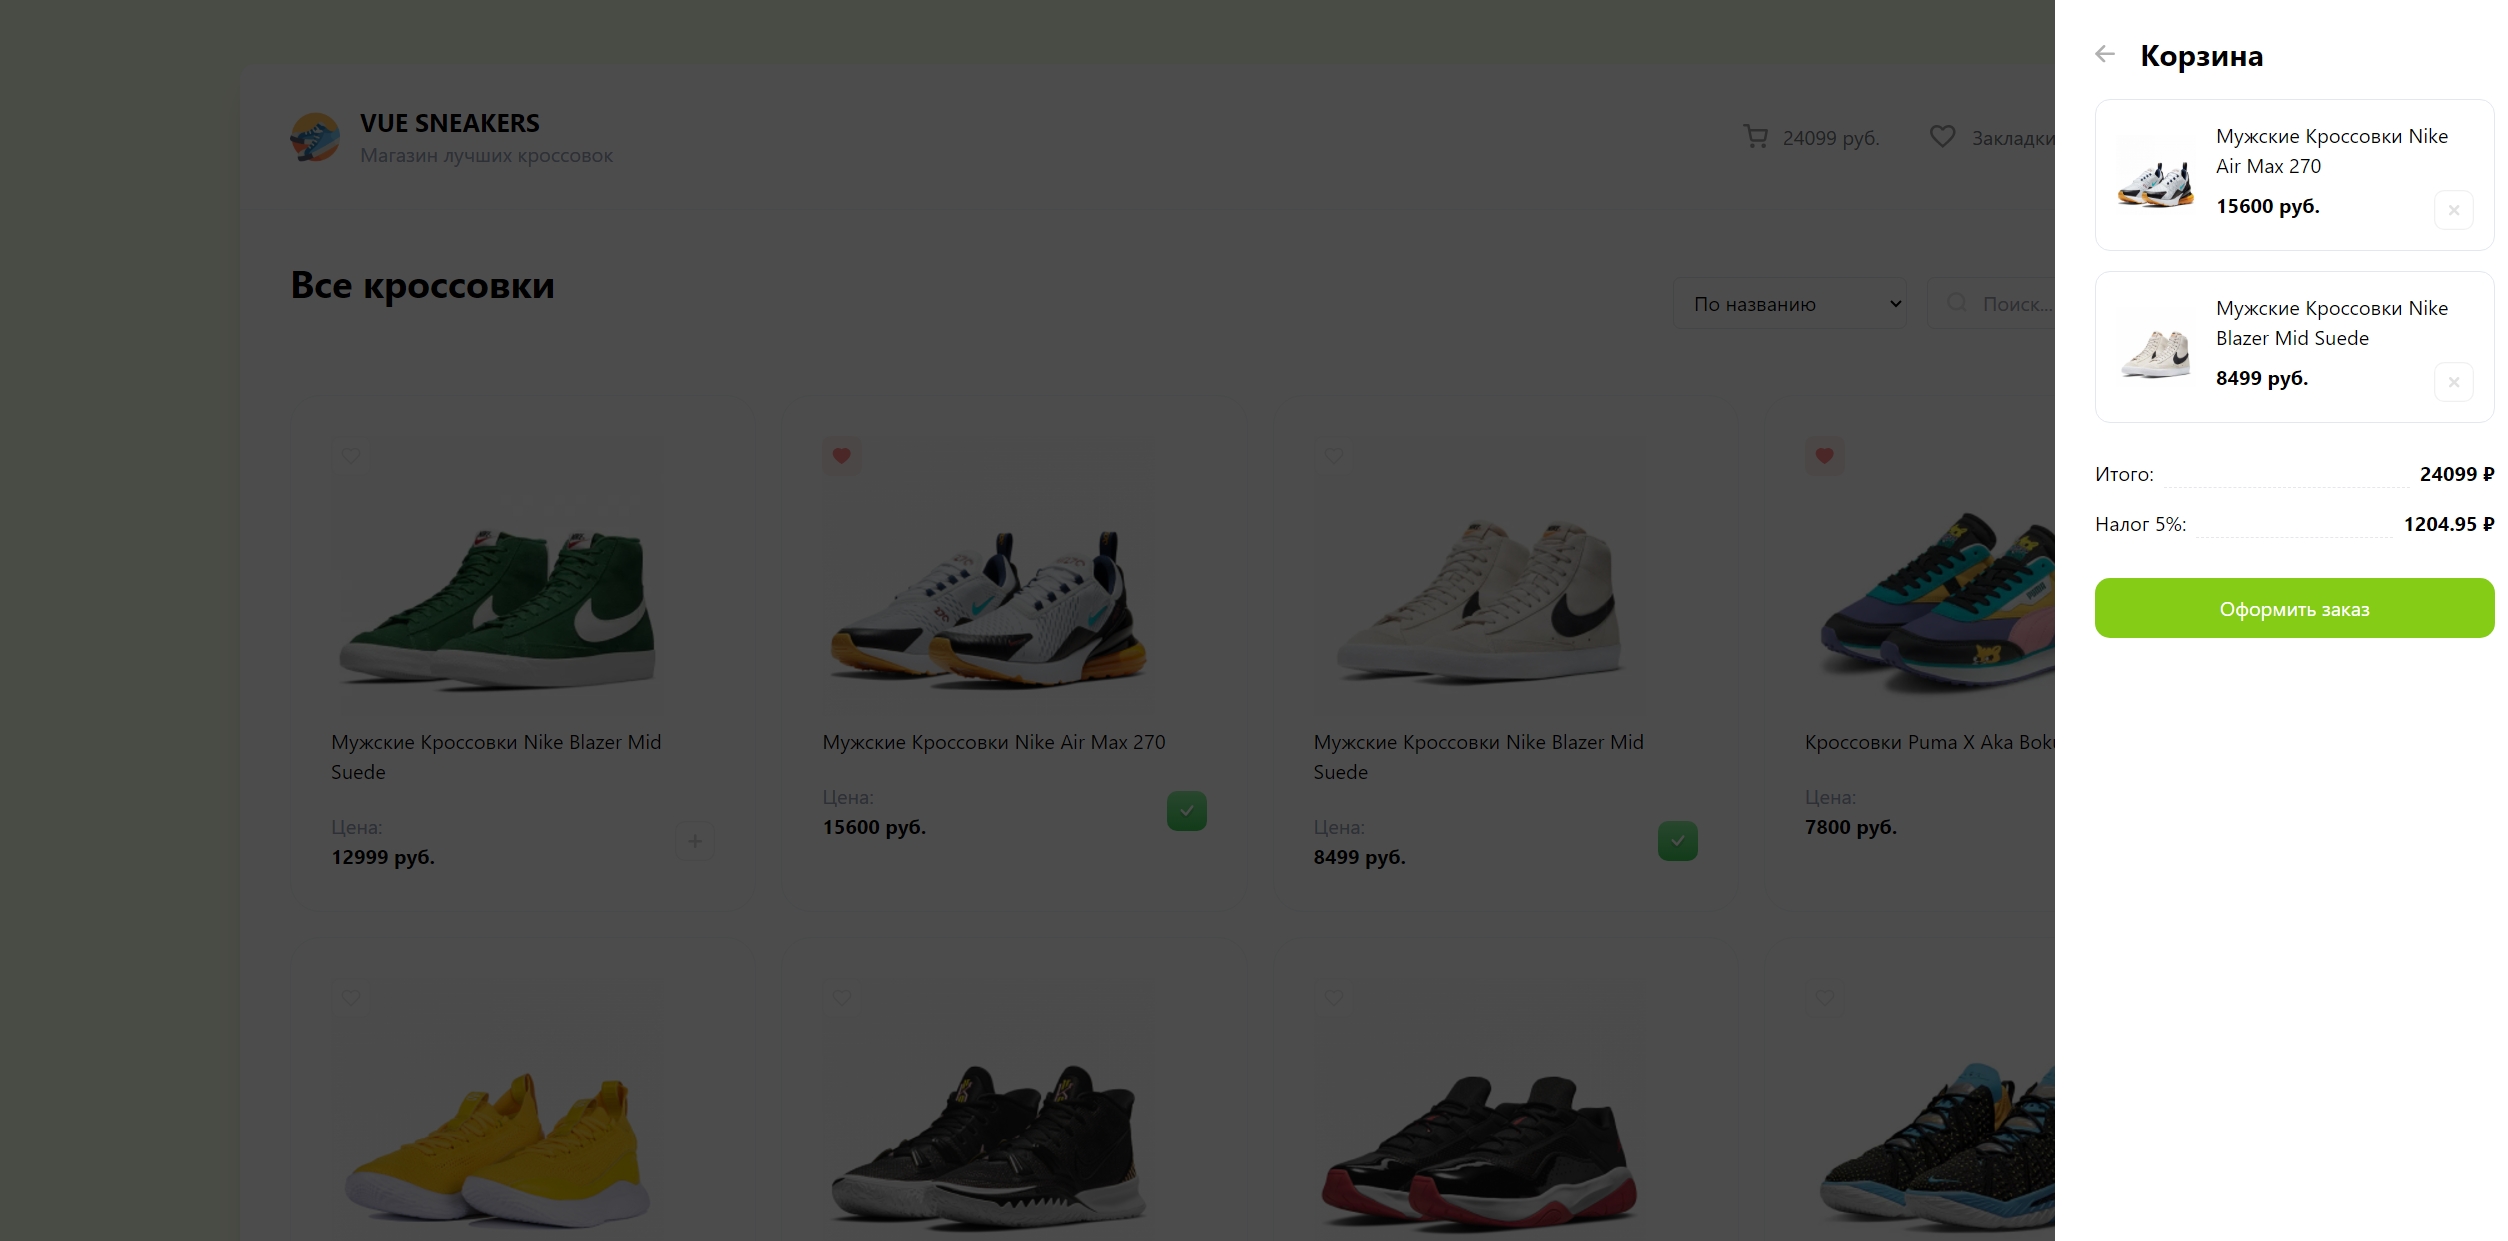 VUE SNEAKERS
Магазин лучших кроссовок
24099 руб.
Закладки
Все кроссовки
По названию
Поиск...
Мужские Кроссовки Nike Blazer Mid
Suede
Цена:
12999 руб.
Мужские Кроссовки Nike Air Max 270
Цена:
15600 руб.
Мужские Кроссовки Nike Blazer Mid
Suede
Цена:
8499 руб.
Кроссовки Puma X Aka Boku
Цена:
7800 руб.
Корзина
Мужские Кроссовки Nike
Air Max 270
15600 руб.
Мужские Кроссовки Nike
Blazer Mid Suede
8499 руб.
Итого:
24099 ₽
Налог 5%:
1204.95 ₽
Оформить заказ